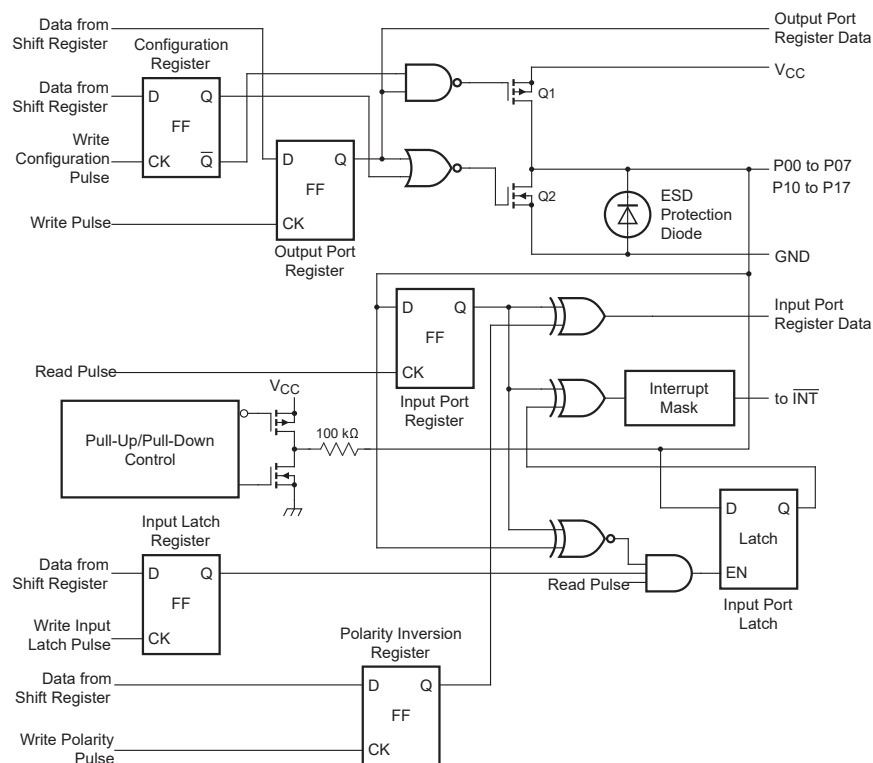 Data from
Shift Register
Configuration
Register
Output Port
Register Data
VCC
Data from
Shift Register
D
Q
Q1
FF
Write
Configuration
Pulse
CK
Q
D
Q
P00 to P07
P10 to P17
FF
Q2
ESD
Protection
Diode
Write Pulse
CK
Output Port
Register
GND
D
Q
FF
Input Port
Register Data
Read Pulse
CK
Input Port
Register
VCC
Interrupt
Mask
to INT
Pull-Up/Pull-Down
Control
100 kΩ
Input Latch
Register
D
Q
Latch
EN
Input Port
Latch
Data from
Shift Register
D
Q
FF
Read Pulse
Write Input
Latch Pulse
CK
Polarity Inversion
Register
Data from
Shift Register
D
Q
FF
Write Polarity
Pulse
CK